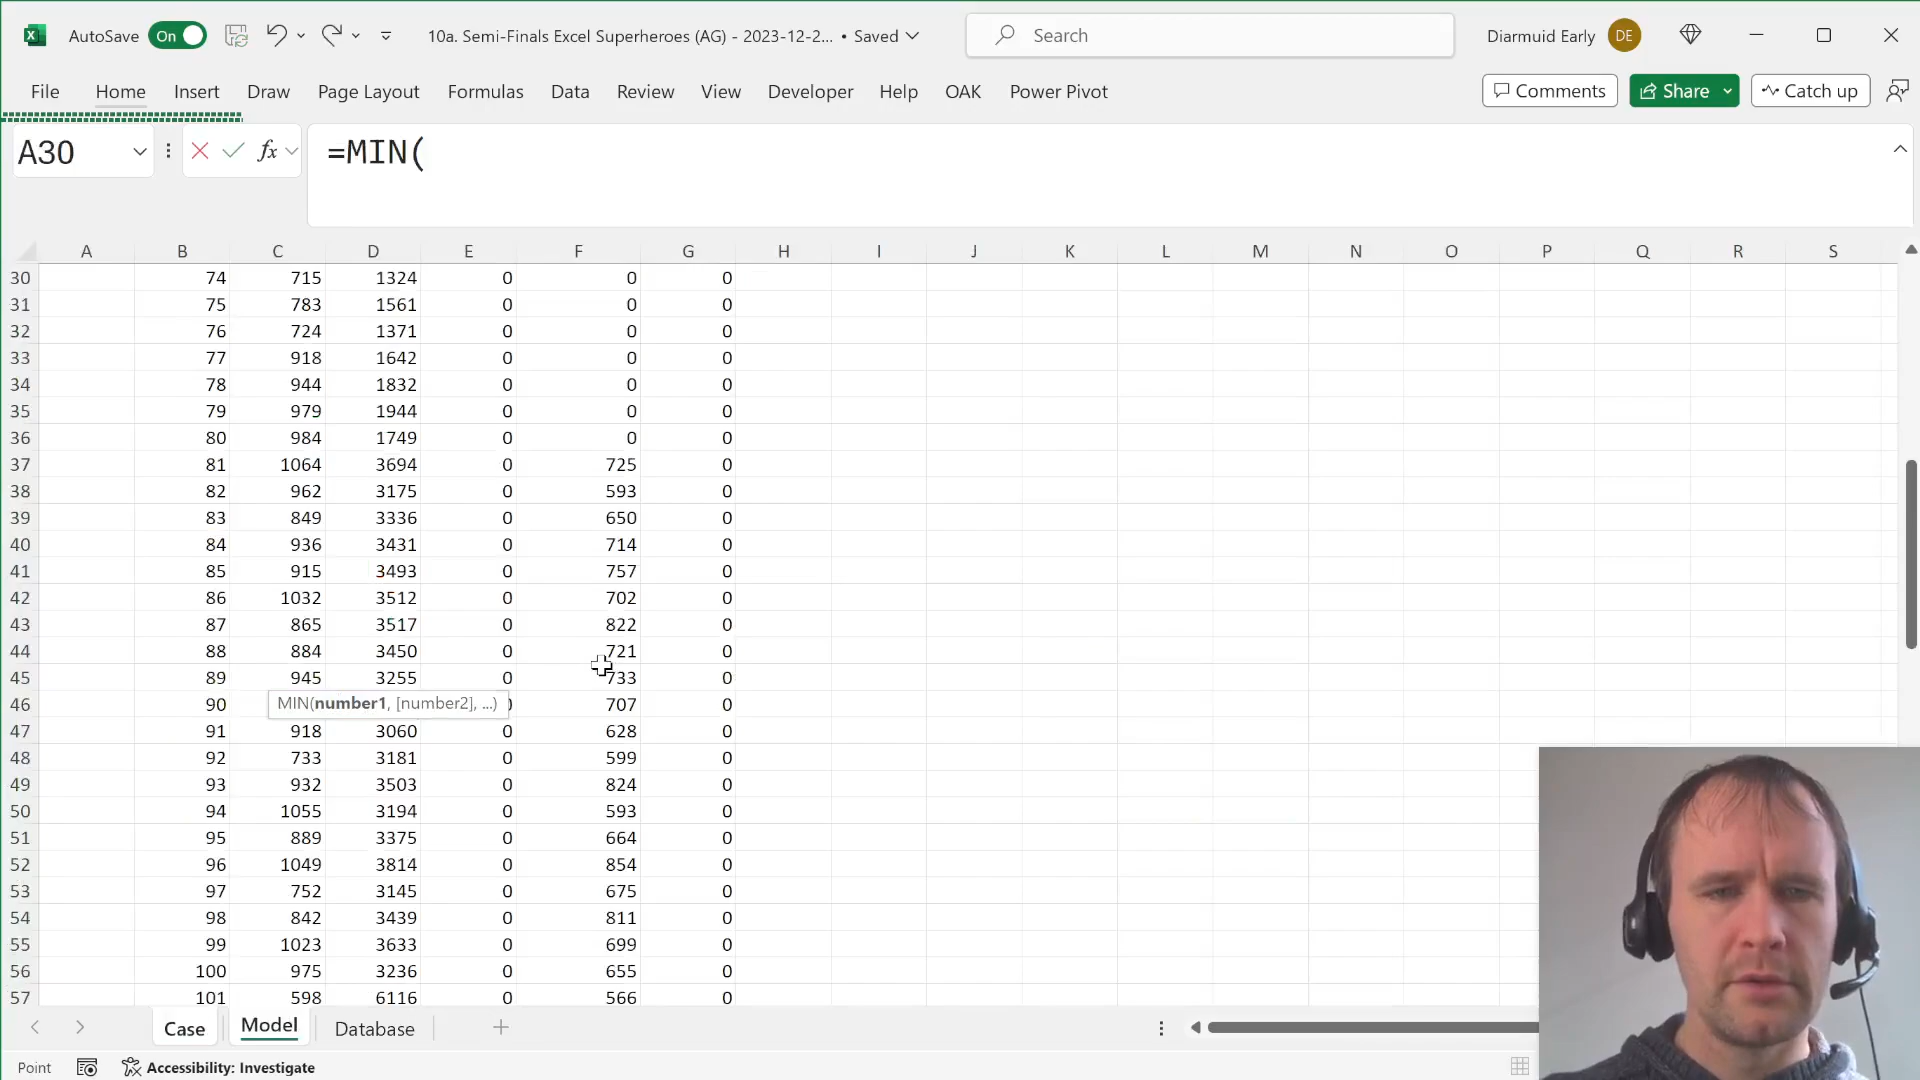 AutoSave On 10a. Semi-Finals Excel Superheroes (AG) - 2023-12-2... • Saved Search Diarmuid Early DE
File Home Insert Draw Page Layout Formulas Data Review View Developer Help OAK Power Pivot Comments Share Catch up
A30 fx =MIN(
A B C D E F G H I J K L M N O P Q R S
30 74 715 1324 0 0 0
31 75 783 1561 0 0 0
32 76 724 1371 0 0 0
33 77 918 1642 0 0 0
34 78 944 1832 0 0 0
35 79 979 1944 0 0 0
36 80 984 1749 0 0 0
37 81 1064 3694 0 725 0
38 82 962 3175 0 593 0
39 83 849 3336 0 650 0
40 84 936 3431 0 714 0
41 85 915 3493 0 757 0
42 86 1032 3512 0 702 0
43 87 865 3517 0 822 0
44 88 884 3450 0 721 0
45 89 945 3255 0 733 0
46 90 MIN(number1, [number2], ...) 707 0
47 91 918 3060 0 628 0
48 92 733 3181 0 599 0
49 93 932 3503 0 824 0
50 94 1055 3194 0 593 0
51 95 889 3375 0 664 0
52 96 1049 3814 0 854 0
53 97 752 3145 0 675 0
54 98 842 3439 0 811 0
55 99 1023 3633 0 699 0
56 100 975 3236 0 655 0
57 101 598 6116 0 566 0
Case Model Database
Point Accessibility: Investigate